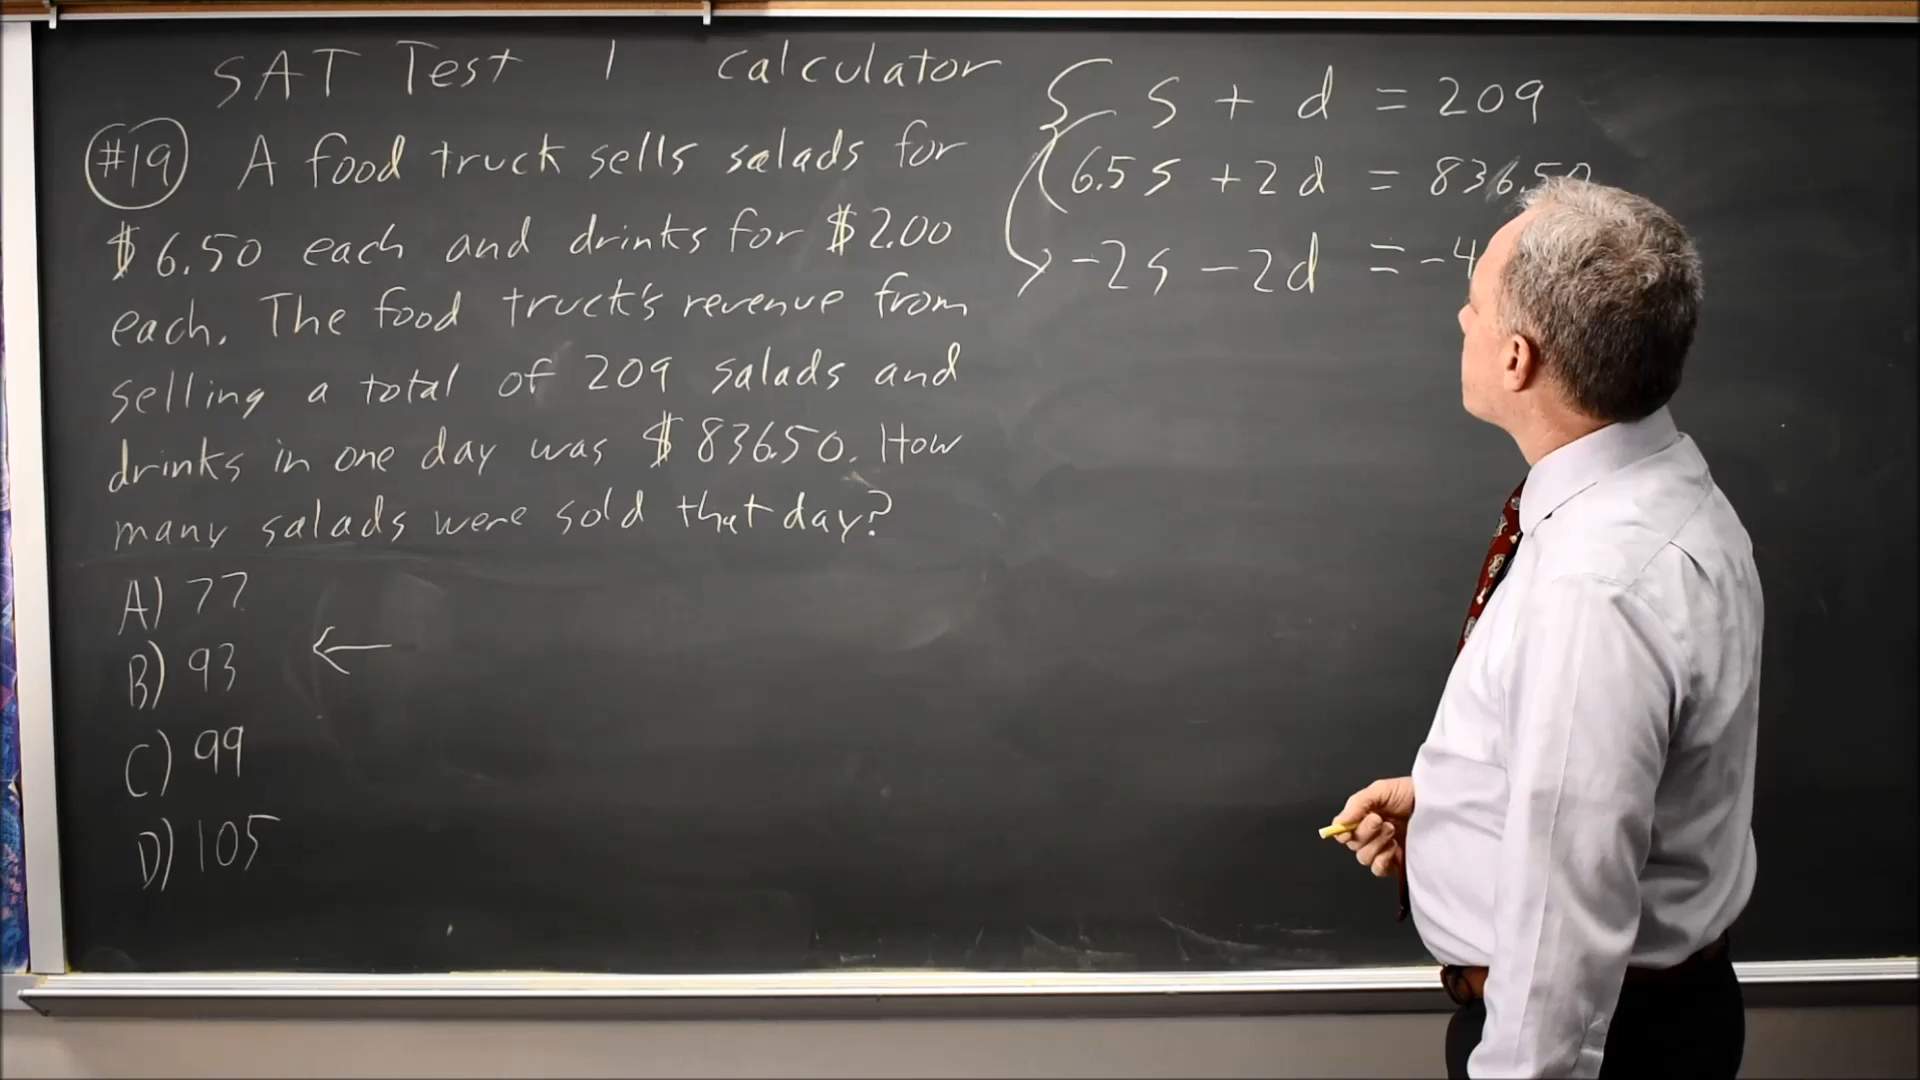 SAT Test 1 calculator
#19 A food truck sells salads for
$6.50 each and drinks for $2.00
each. The food truck's revenue from
selling a total of 209 salads and
drinks in one day was $836.50. How
many salads were sold that day?
A) 77
B) 93 ←
C) 99
D) 105
s + d = 209
6.5s + 2d = 836.50
-2s - 2d = -4